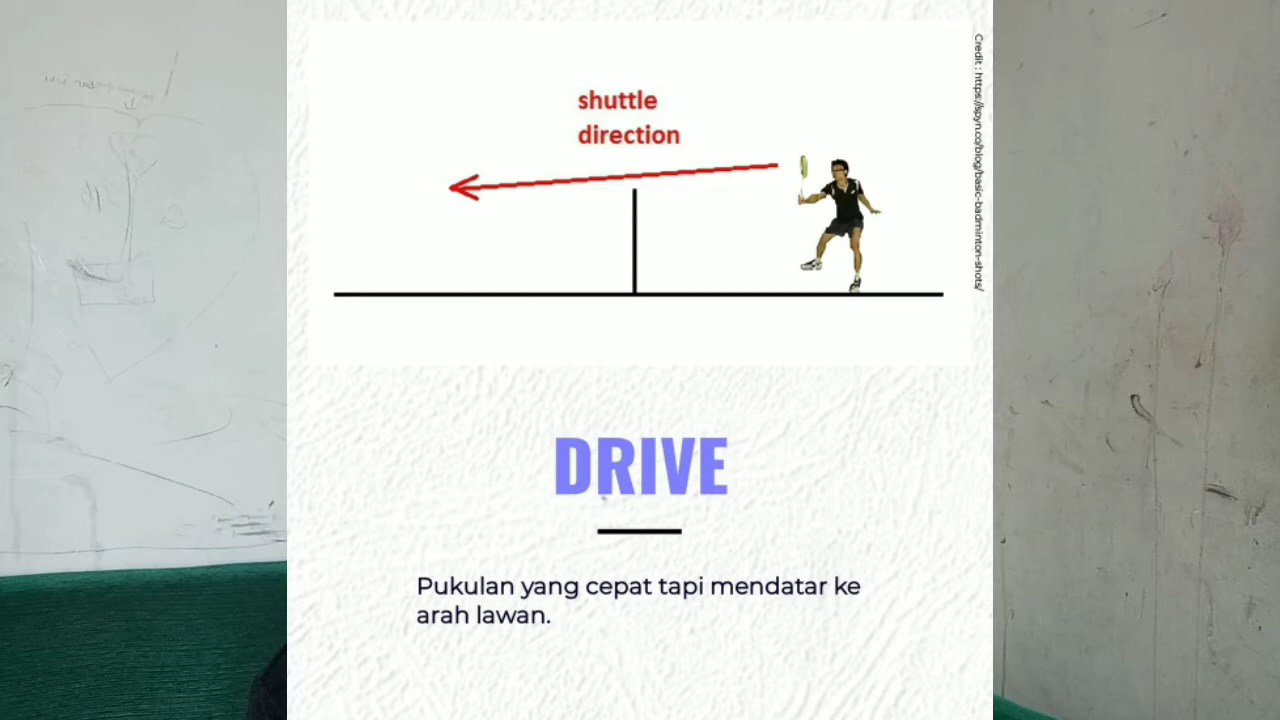 shuttle
direction
Credit : https://spyn.co/blog/basic-badminton-shots/
DRIVE
Pukulan yang cepat tapi mendatar ke
arah lawan.